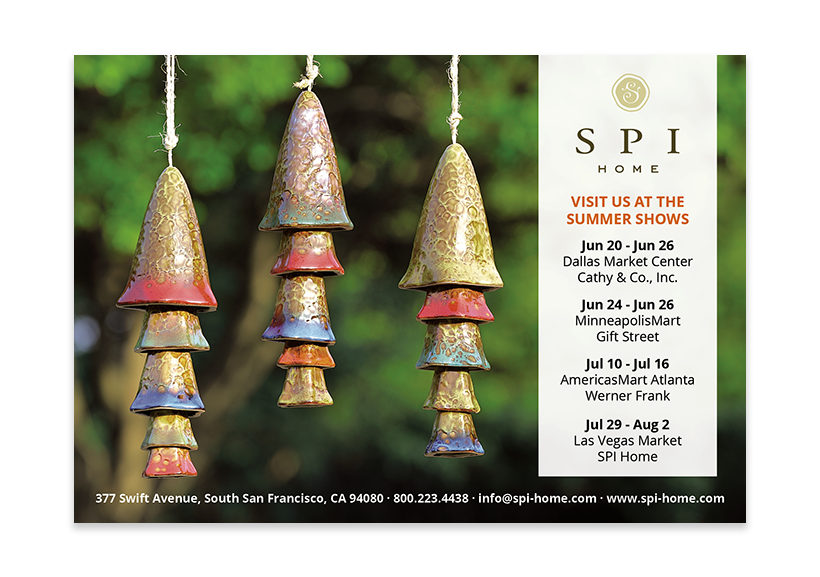 S
SPI
HOME
VISIT US AT THE
SUMMER SHOWS
Jun 20 - Jun 26
Dallas Market Center
Cathy & Co., Inc.
Jun 24 - Jun 26
MinneapolisMart
Gift Street
Jul 10 - Jul 16
AmericasMart Atlanta
Werner Frank
Jul 29 - Aug 2
Las Vegas Market
SPI Home
377 Swift Avenue, South San Francisco, CA 94080 · 800.223.4438 · info@spi-home.com · www.spi-home.com